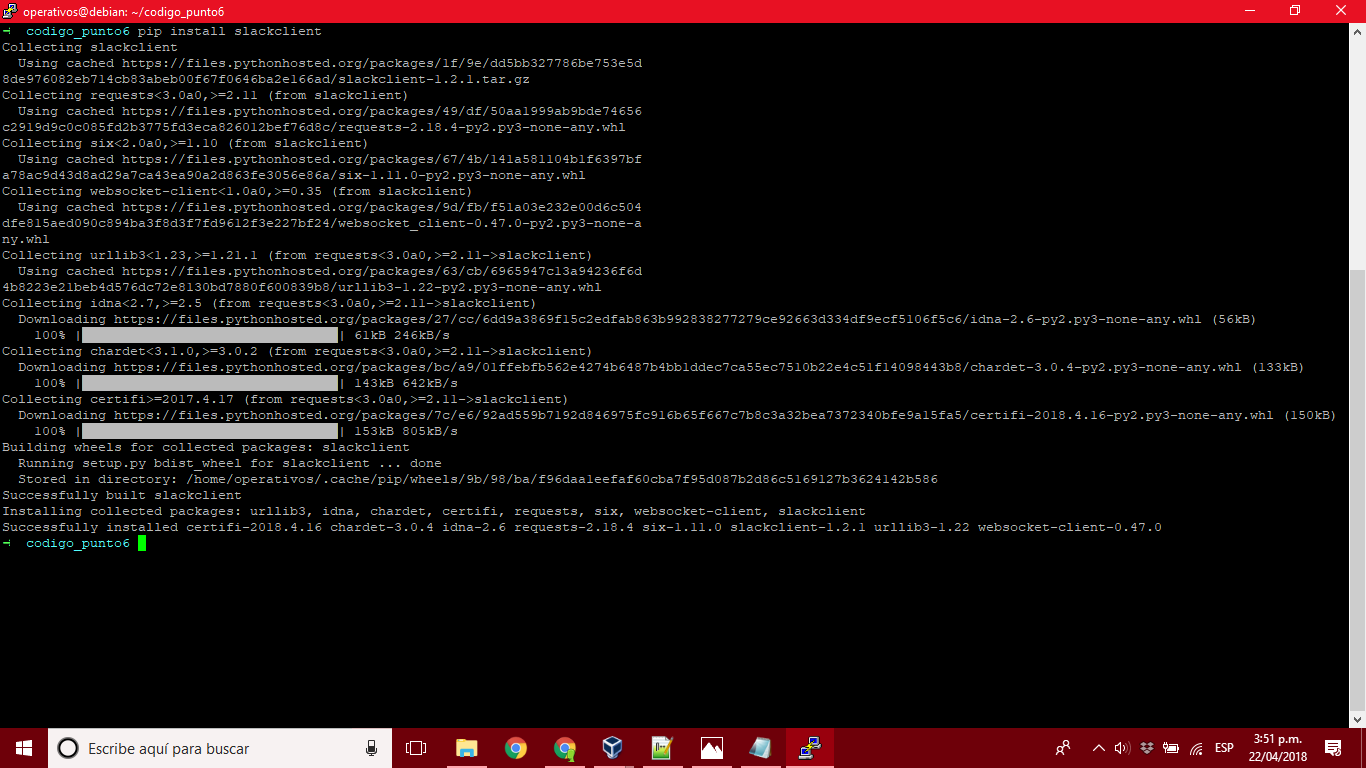 operativos@debian: ~/codigo_punto6
codigo_punto6 pip install slackclient
Collecting slackclient
Using cached https://files.pythonhosted.org/packages/1f/9e/dd5bb327786be753e5d
8de976082eb714cb83abeb00f67f0646ba2e166ad/slackclient-1.2.1.tar.gz
Collecting requests<3.0a0,>=2.11 (from slackclient)
Using cached https://files.pythonhosted.org/packages/49/df/50aa1999ab9bde74656
c2919d9c0c085fd2b3775fd3eca826012bef76d8c/requests-2.18.4-py2.py3-none-any.whl
Collecting six<2.0a0,>=1.10 (from slackclient)
Using cached https://files.pythonhosted.org/packages/67/4b/141a581104b1f6397bf
a78ac9d43d8ad29a7ca43ea90a2d863fe3056e86a/six-1.11.0-py2.py3-none-any.whl
Collecting websocket-client<1.0a0,>=0.35 (from slackclient)
Using cached https://files.pythonhosted.org/packages/9d/fb/f51a03e232e00d6c504
dfe815aed090c894ba3f8d3f7fd9612f3e227bf24/websocket_client-0.47.0-py2.py3-none-a
ny.whl
Collecting urllib3<1.23,>=1.21.1 (from requests<3.0a0,>=2.11->slackclient)
Using cached https://files.pythonhosted.org/packages/63/cb/6965947c13a94236f6d
4b8223e21beb4d576dc72e8130bd7880f600839b8/urllib3-1.22-py2.py3-none-any.whl
Collecting idna<2.7,>=2.5 (from requests<3.0a0,>=2.11->slackclient)
Downloading https://files.pythonhosted.org/packages/27/cc/6dd9a3869f15c2edfab863b992838277279ce92663d334df9ecf5106f5c6/idna-2.6-py2.py3-none-any.whl (56kB)
100% || 61kB 246kB/s
Collecting chardet<3.1.0,>=3.0.2 (from requests<3.0a0,>=2.11->slackclient)
Downloading https://files.pythonhosted.org/packages/bc/a9/01ffebfb562e4274b6487b4bb1ddec7ca55ec7510b22e4c51f14098443b8/chardet-3.0.4-py2.py3-none-any.whl (133kB)
100% || 143kB 642kB/s
Collecting certifi>=2017.4.17 (from requests<3.0a0,>=2.11->slackclient)
Downloading https://files.pythonhosted.org/packages/7c/e6/92ad559b7192d846975fc916b65f667c7b8c3a32bea7372340bfe9a15fa5/certifi-2018.4.16-py2.py3-none-any.whl (150kB)
100% || 153kB 805kB/s
Building wheels for collected packages: slackclient
Running setup.py bdist_wheel for slackclient ... done
Stored in directory: /home/operativos/.cache/pip/wheels/9b/98/ba/f96daa1eefaf60cba7f95d087b2d86c5169127b3624142b586
Successfully built slackclient
Installing collected packages: urllib3, idna, chardet, certifi, requests, six, websocket-client, slackclient
Successfully installed certifi-2018.4.16 chardet-3.0.4 idna-2.6 requests-2.18.4 six-1.11.0 slackclient-1.2.1 urllib3-1.22 websocket-client-0.47.0
codigo_punto6
Escribe aquí para buscar
ESP
3:51 p.m.
22/04/2018